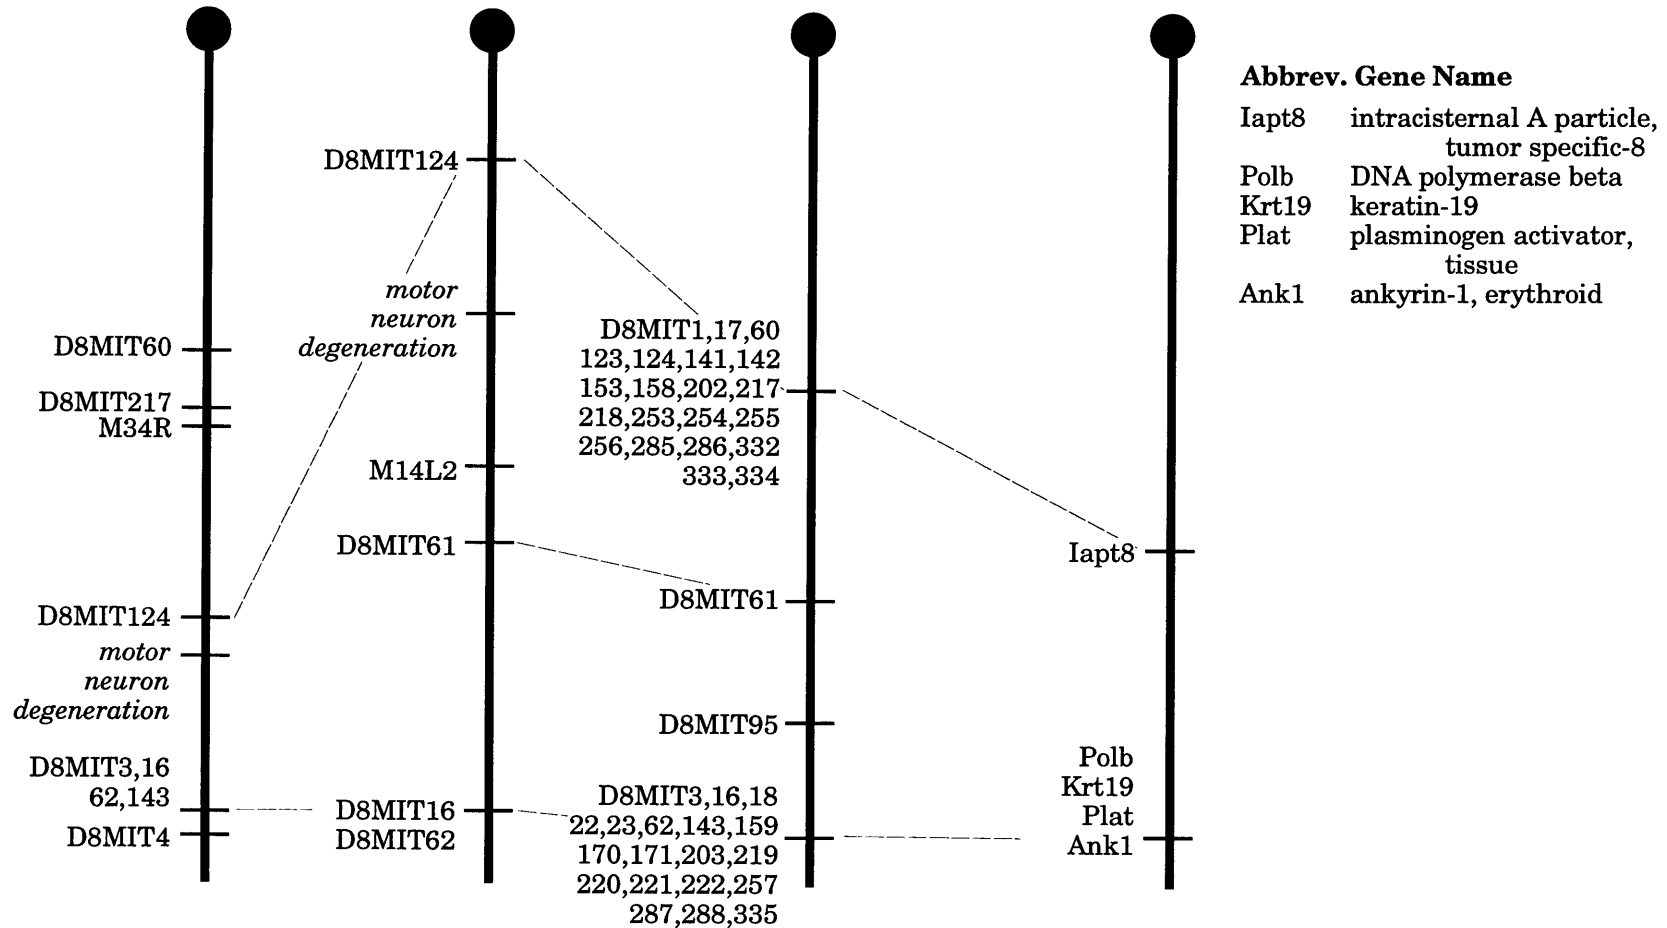 D8MIT60
D8MIT217
M34R
D8MIT124
motor
neuron
degeneration
D8MIT3,16
62,143
D8MIT4
D8MIT124
motor
neuron
degeneration
M14L2
D8MIT61
D8MIT16
D8MIT62
D8MIT1,17,60
123,124,141,142
153,158,202,217
218,253,254,255
256,285,286,332
333,334
D8MIT61
D8MIT95
D8MIT3,16,18
22,23,62,143,159
170,171,203,219
220,221,222,257
287,288,335
Iapt8
Polb
Krt19
Plat
Ank1
Abbrev. Gene Name
Iapt8 intracisternal A particle,
tumor specific-8
Polb DNA polymerase beta
Krt19 keratin-19
Plat plasminogen activator,
tissue
Ank1 ankyrin-1, erythroid